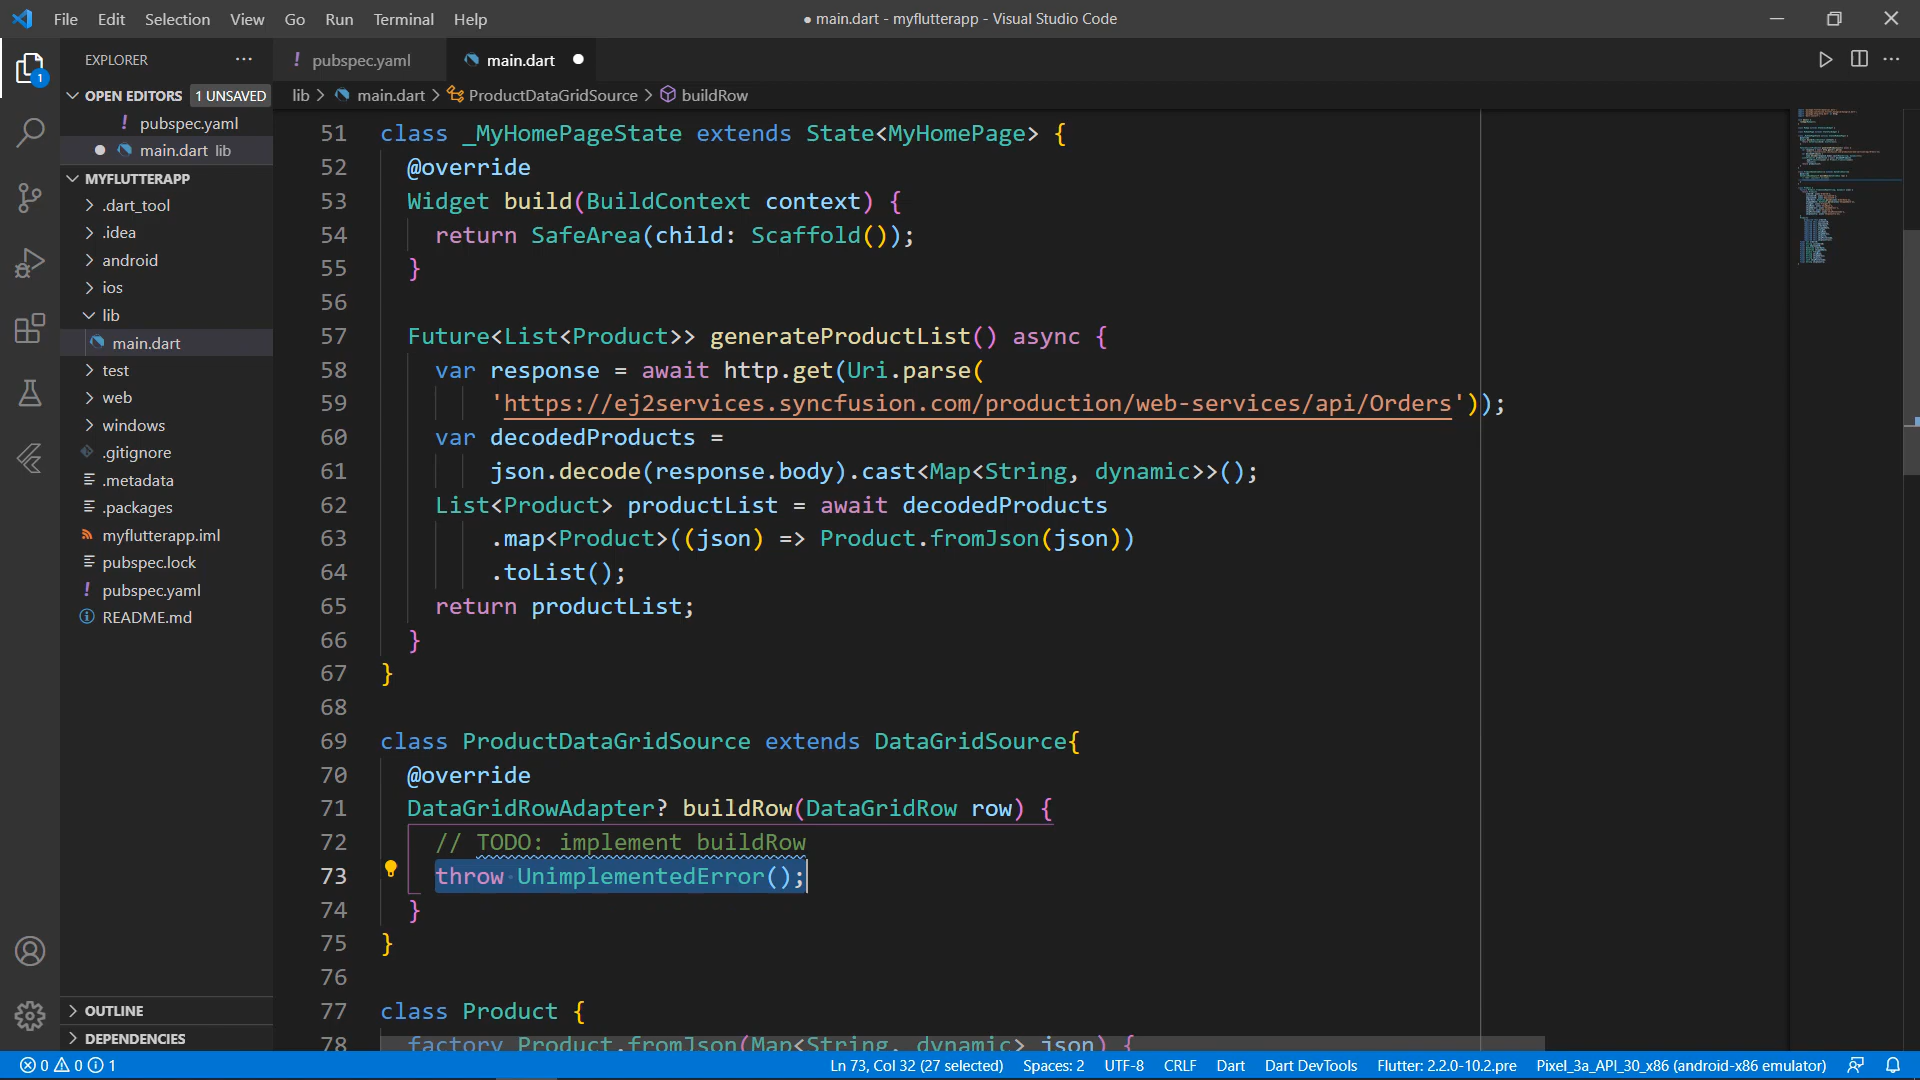 File Edit Selection View Go Run Terminal Help
● main.dart - myflutterapp - Visual Studio Code
EXPLORER
pubspec.yaml
main.dart
OPEN EDITORS 1 UNSAVED
lib > main.dart > ProductDataGridSource > buildRow
pubspec.yaml
main.dart lib
MYFLUTTERAPP
.dart_tool
.idea
android
ios
lib
main.dart
test
web
windows
.gitignore
.metadata
.packages
myflutterapp.iml
pubspec.lock
pubspec.yaml
README.md
OUTLINE
DEPENDENCIES
1
51 class _MyHomePageState extends State<MyHomePage> {
52 @override
53 Widget build(BuildContext context) {
54 return SafeArea(child: Scaffold());
55 }
56
57 Future<List<Product>> generateProductList() async {
58 var response = await http.get(Uri.parse(
59 'https://ej2services.syncfusion.com/production/web-services/api/Orders'));
60 var decodedProducts =
61 json.decode(response.body).cast<Map<String, dynamic>>();
62 List<Product> productList = await decodedProducts
63 .map<Product>((json) => Product.fromJson(json))
64 .toList();
65 return productList;
66 }
67 }
68
69 class ProductDataGridSource extends DataGridSource{
70 @override
71 DataGridRowAdapter? buildRow(DataGridRow row) {
72 // TODO: implement buildRow
73 throw UnimplementedError();
74 }
75 }
76
77 class Product {
78 factory Product.fromJson(Map<String, dynamic> json) {
0 0 1
Ln 73, Col 32 (27 selected) Spaces: 2 UTF-8 CRLF Dart Dart DevTools Flutter: 2.2.0-10.2.pre Pixel_3a_API_30_x86 (android-x86 emulator)